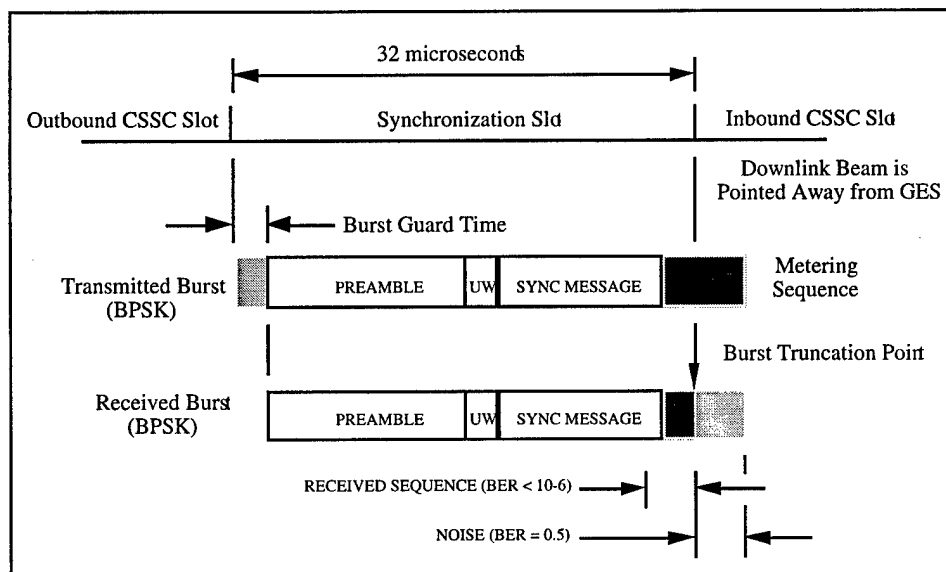 32 microseconds
Outbound CSSC Slot
Synchronization Slot
Inbound CSSC Slot
Downlink Beam is
Pointed Away from GES
Burst Guard Time
Transmitted Burst
(BPSK)
PREAMBLE
UW
SYNC MESSAGE
Metering
Sequence
Burst Truncation Point
Received Burst
(BPSK)
PREAMBLE
UW
SYNC MESSAGE
RECEIVED SEQUENCE (BER < 10-6)
NOISE (BER = 0.5)